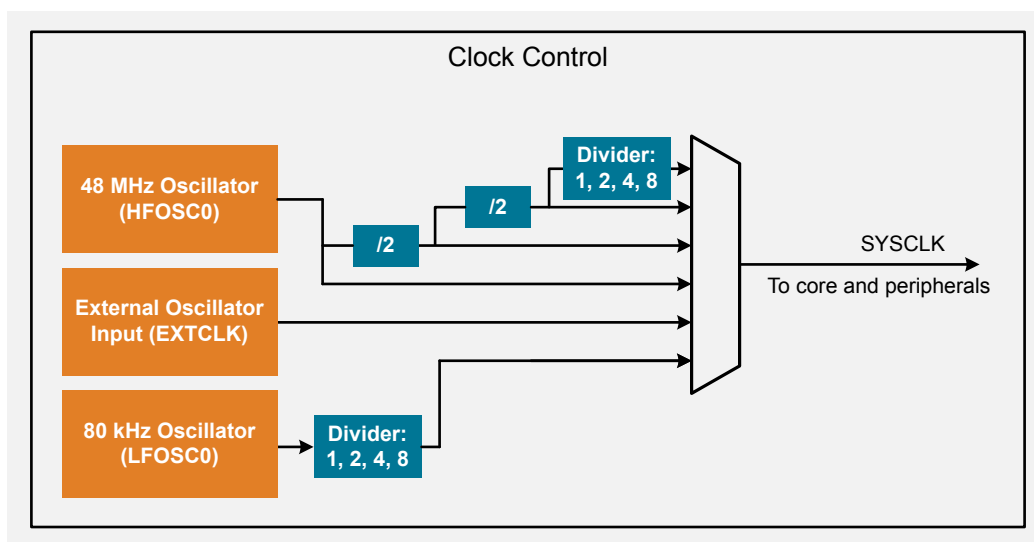 Clock Control
48 MHz Oscillator
(HFOSC0)
Divider:
1, 2, 4, 8
/2
/2
External Oscillator
Input (EXTCLK)
80 kHz Oscillator
(LFOSC0)
Divider:
1, 2, 4, 8
SYSCLK
To core and peripherals